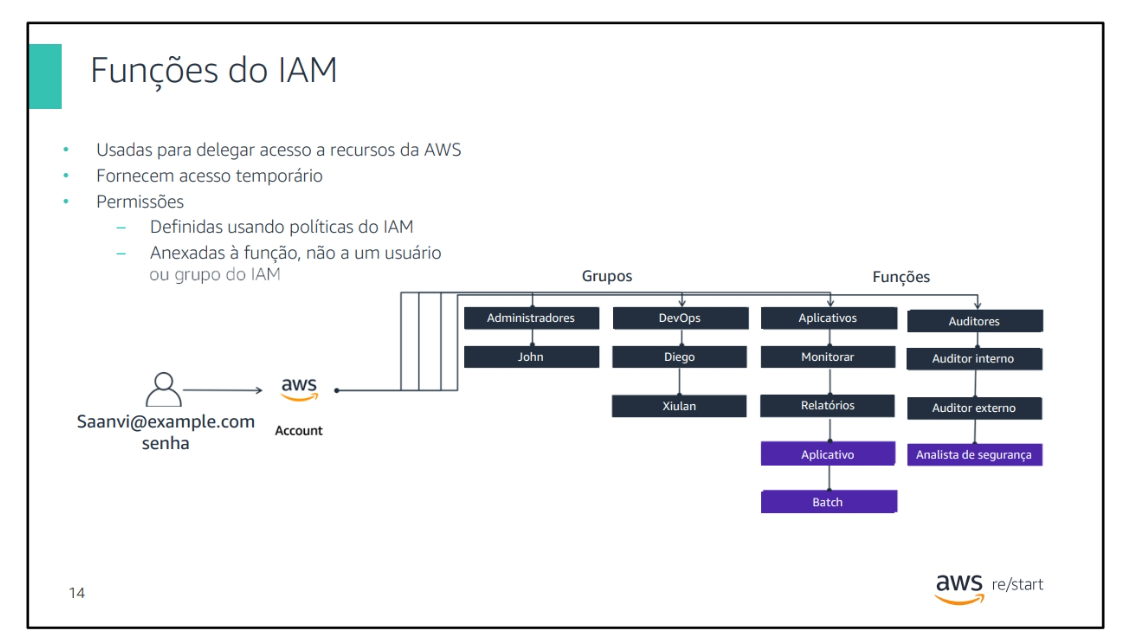 Funções do IAM
• Usadas para delegar acesso a recursos da AWS
• Fornecem acesso temporário
• Permissões
– Definidas usando políticas do IAM
– Anexadas à função, não a um usuário
ou grupo do IAM
Grupos
Funções
Administradores
DevOps
Aplicativos
Auditores
John
Diego
Monitorar
Auditor interno
Xiulan
Relatórios
Auditor externo
Aplicativo
Analista de segurança
Batch
Saanvi@example.com
senha
aws
Account
14
aws re/start